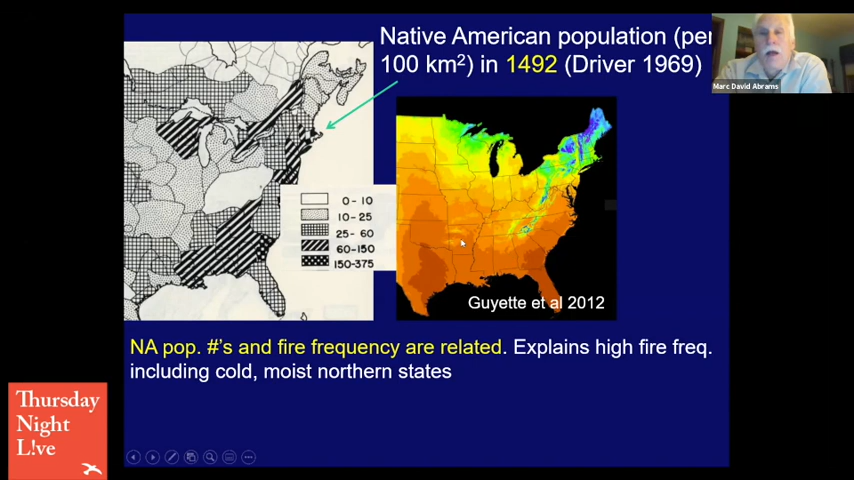 Native American population (per
100 km²) in 1492 (Driver 1969)
Marc David Abrams
0 - 10
10 - 25
25 - 60
60 - 150
150 - 375
Guyette et al 2012
NA pop. #'s and fire frequency are related. Explains high fire freq.
including cold, moist northern states
Thursday
Night
L!ve